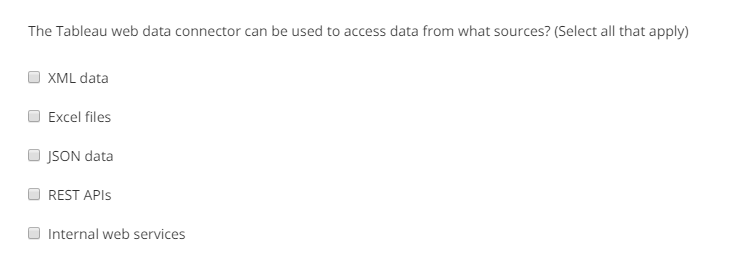 The Tableau web data connector can be used to access data from what sources? (Select all that apply)
XML data
Excel files
JSON data
REST APIs
Internal web services